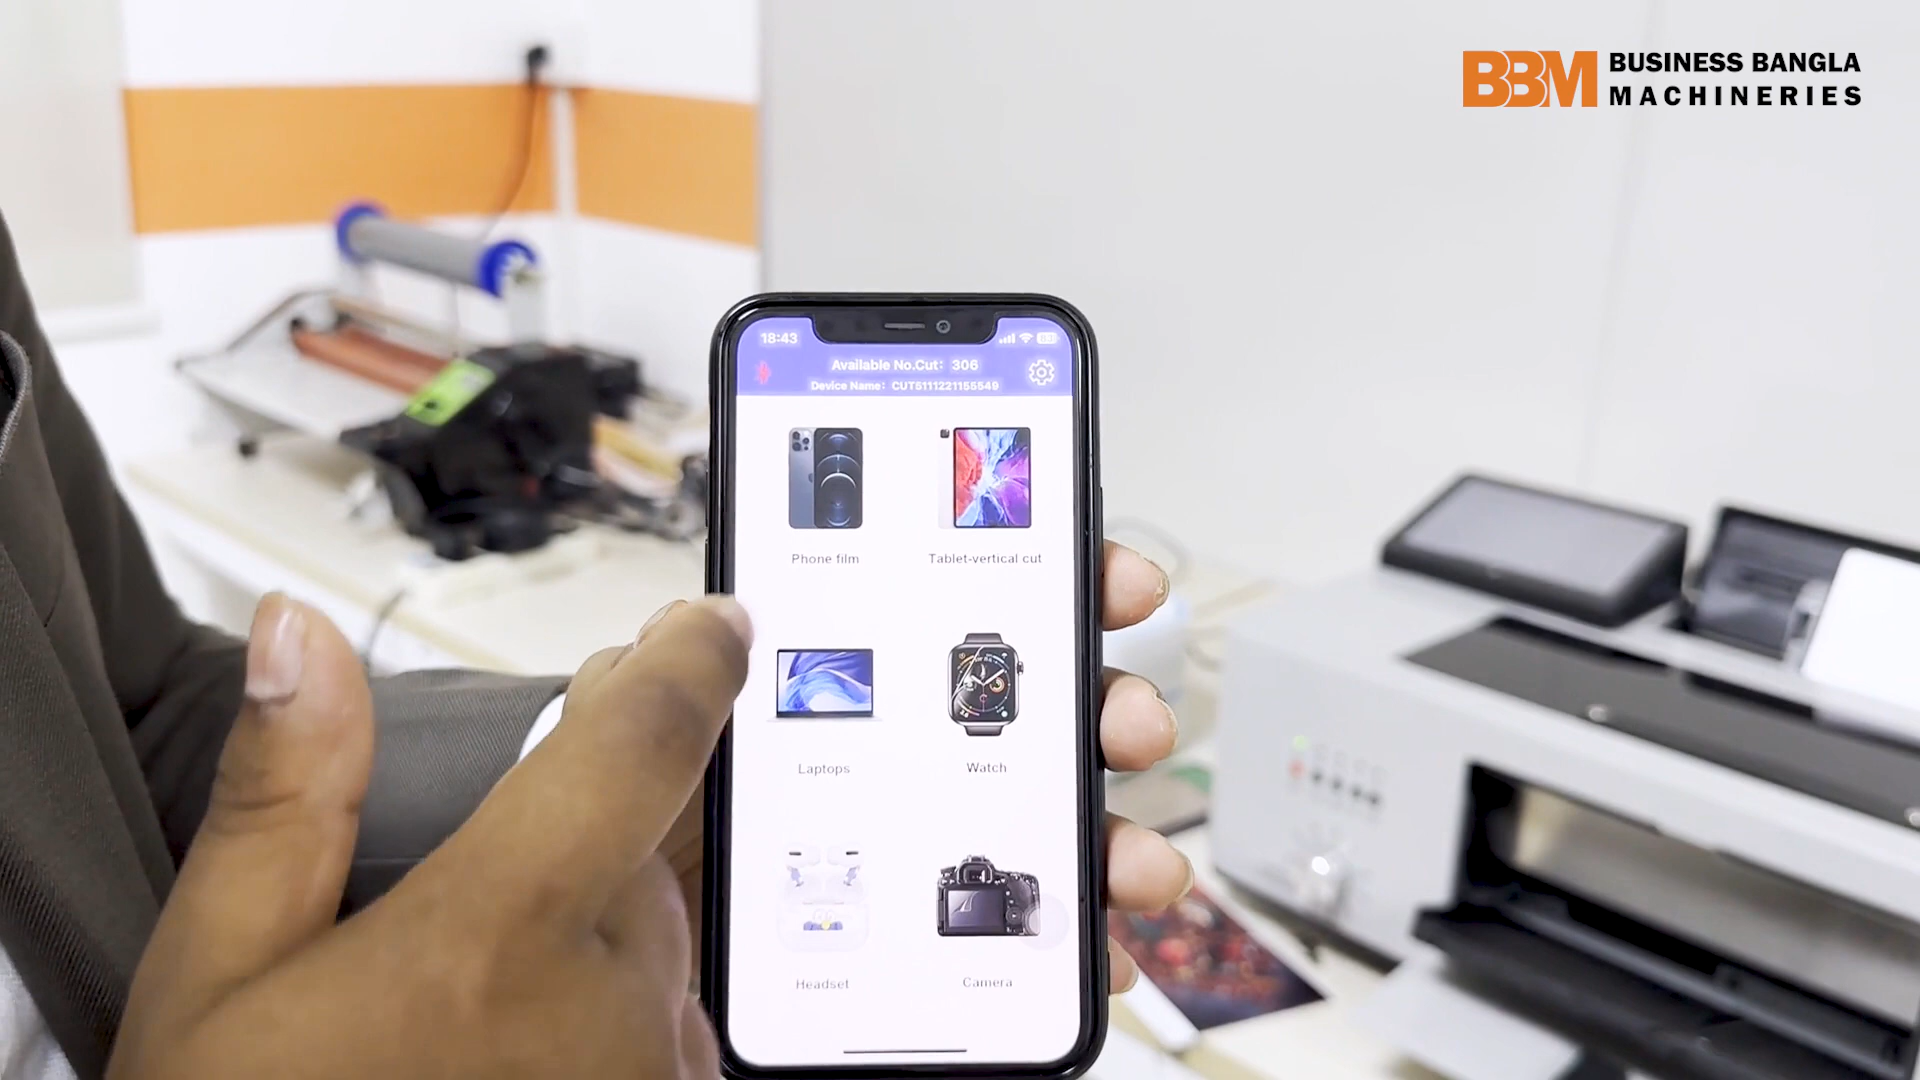 BBM BUSINESS BANGLA
MACHINERIES
18:43
Available No.Cut: 306
Device Name: CUT5111221155549
Phone film
Tablet-vertical cut
Laptops
Watch
Headset
Camera